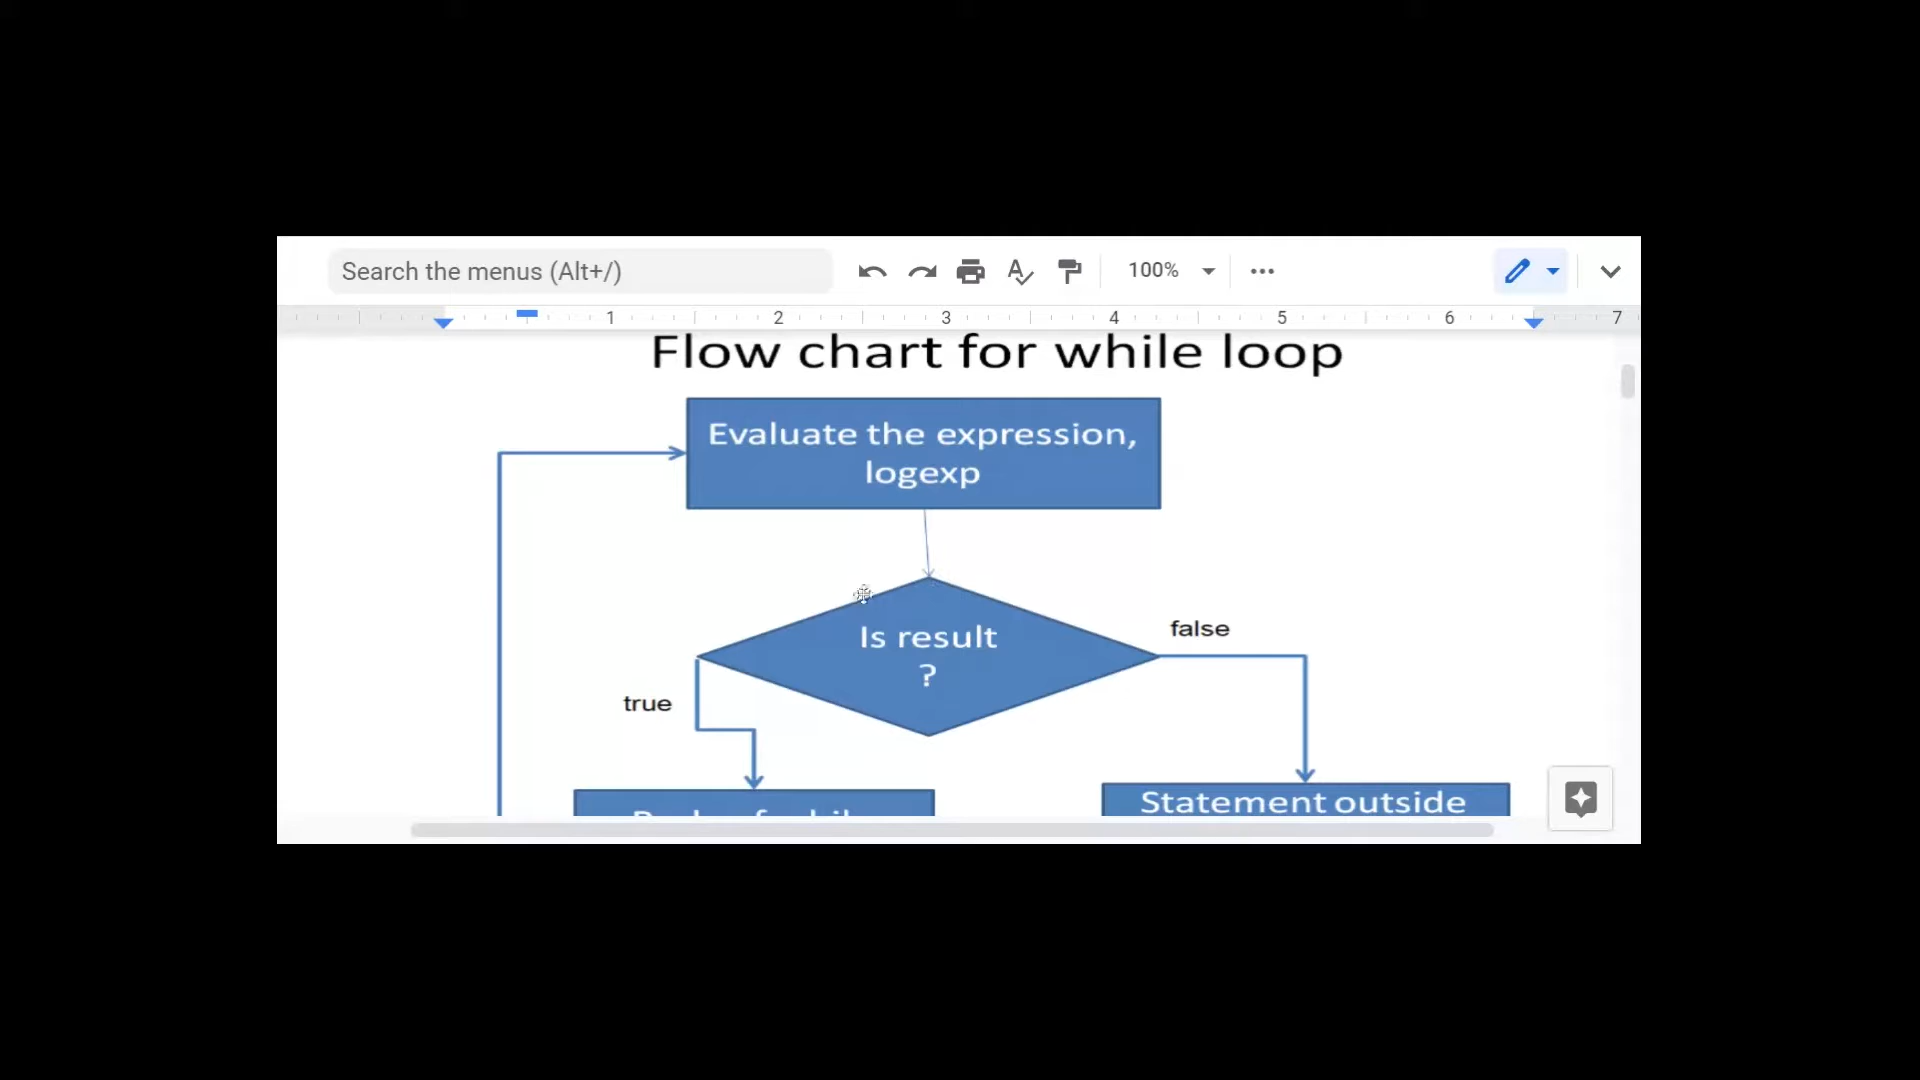 Search the menus (Alt+/)
100%
1 2 3 4 5 6 7
Flow chart for while loop
Evaluate the expression,
logexp
Is result
?
false
true
Statement outside